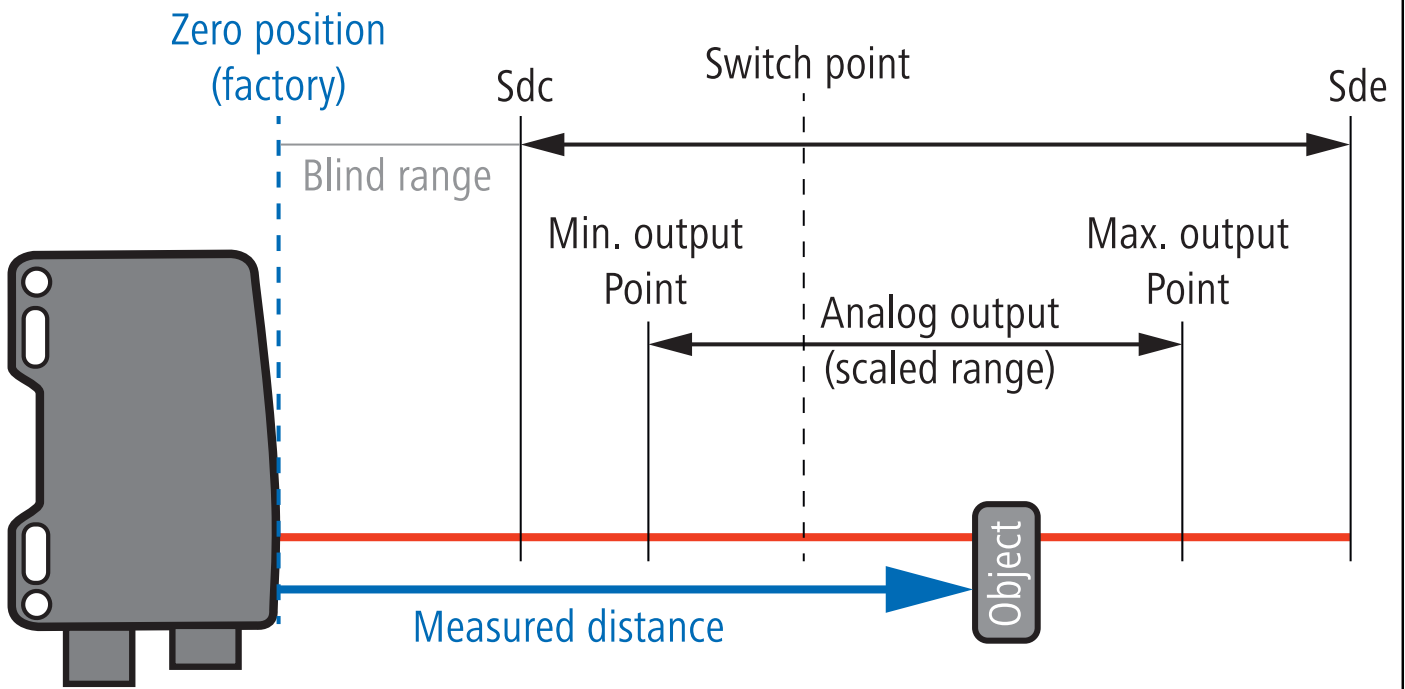 Zero position
(factory)
Sdc
Switch point
Sde
Blind range
Min. output
Point
Max. output
Point
Analog output
(scaled range)
Object
Measured distance